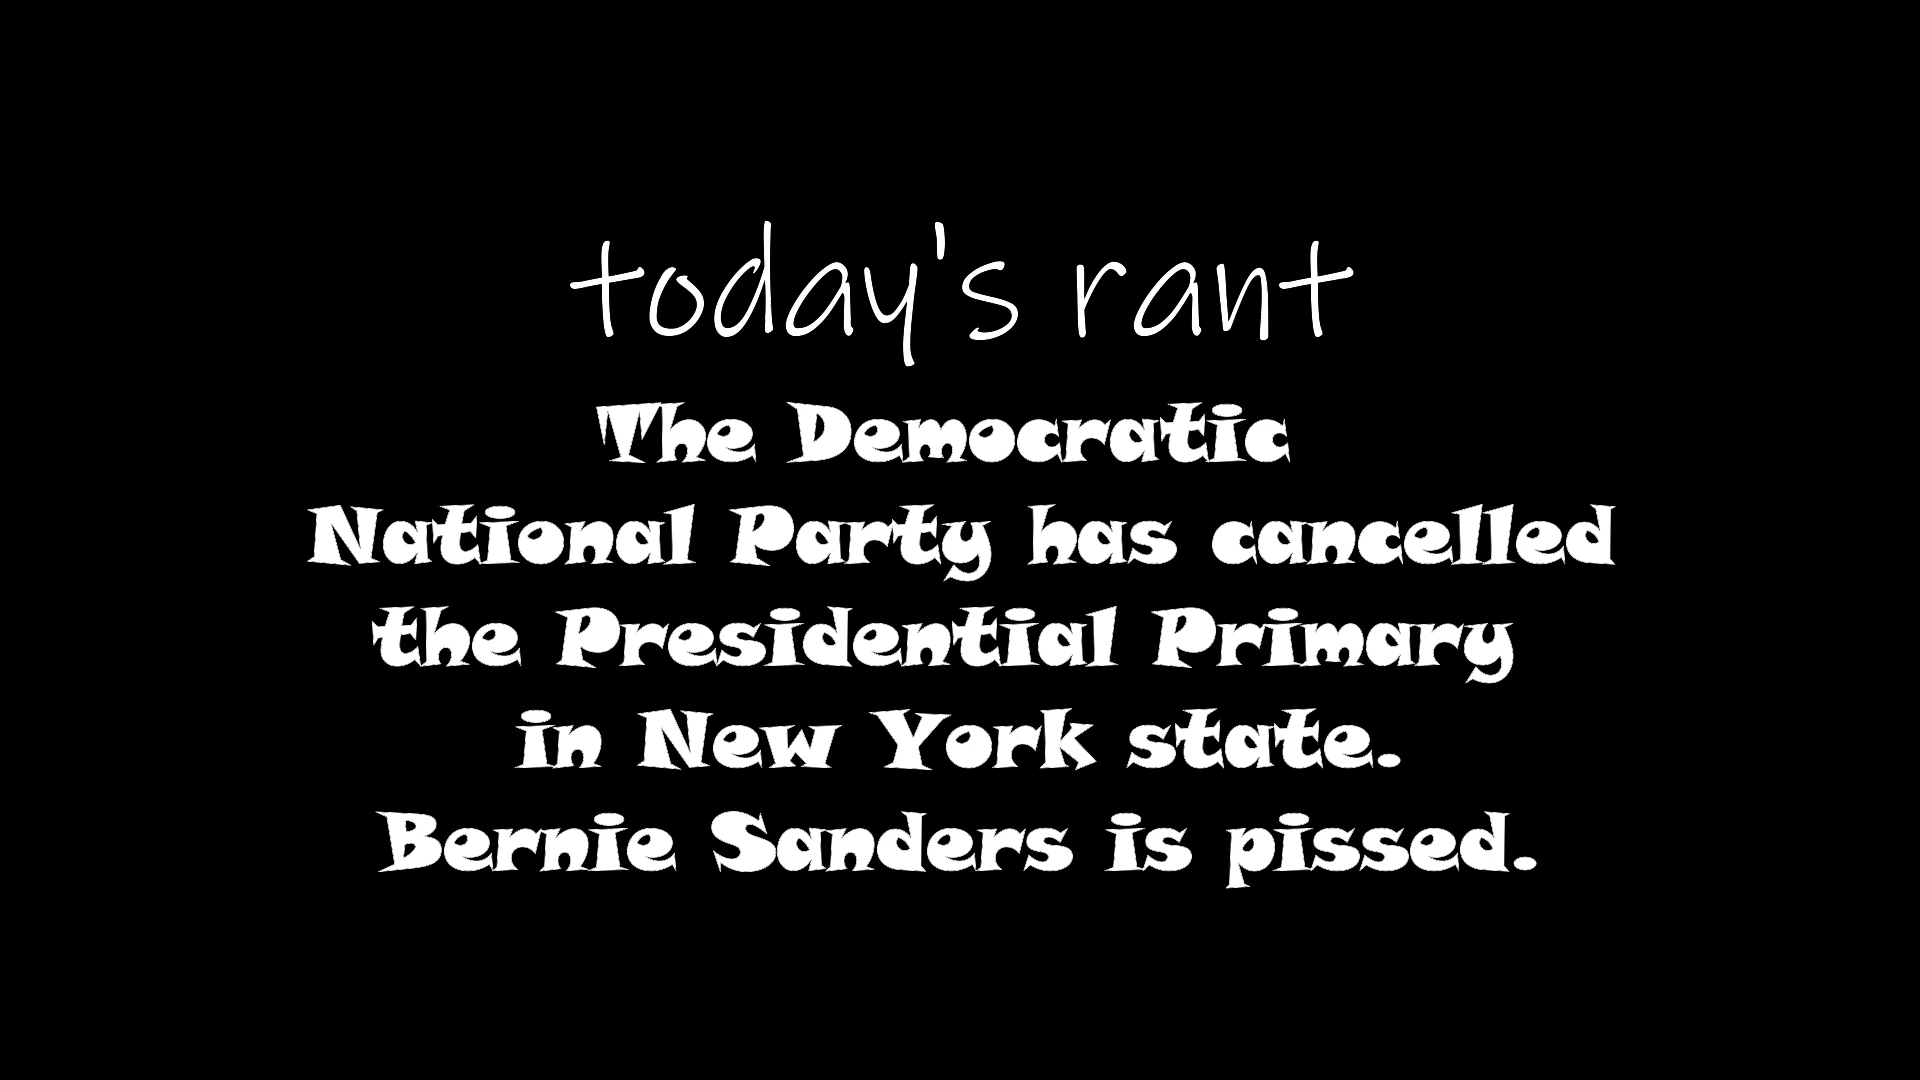 today's rant
The Democratic
National Party has cancelled
the Presidential Primary
in New York state.
Bernie Sanders is pissed.